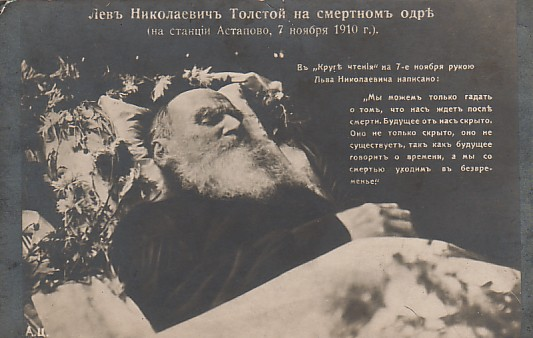 Левъ Николаевичъ Толстой на смертномъ одрѣ
(на станціи Астапово, 7 ноября 1910 г.).
Въ „Кругѣ чтенія" на 7-е ноября рукою
Льва Николаевича написано:
„Мы можемъ только гадать
о томъ, что насъ ждетъ послѣ
смерти. Будущее отъ насъ скрыто.
Оно не только скрыто, оно не
существуетъ, такъ какъ будущее
говоритъ о времени, а мы со
смертью уходимъ въ безвре-
менье."
А.Ц.